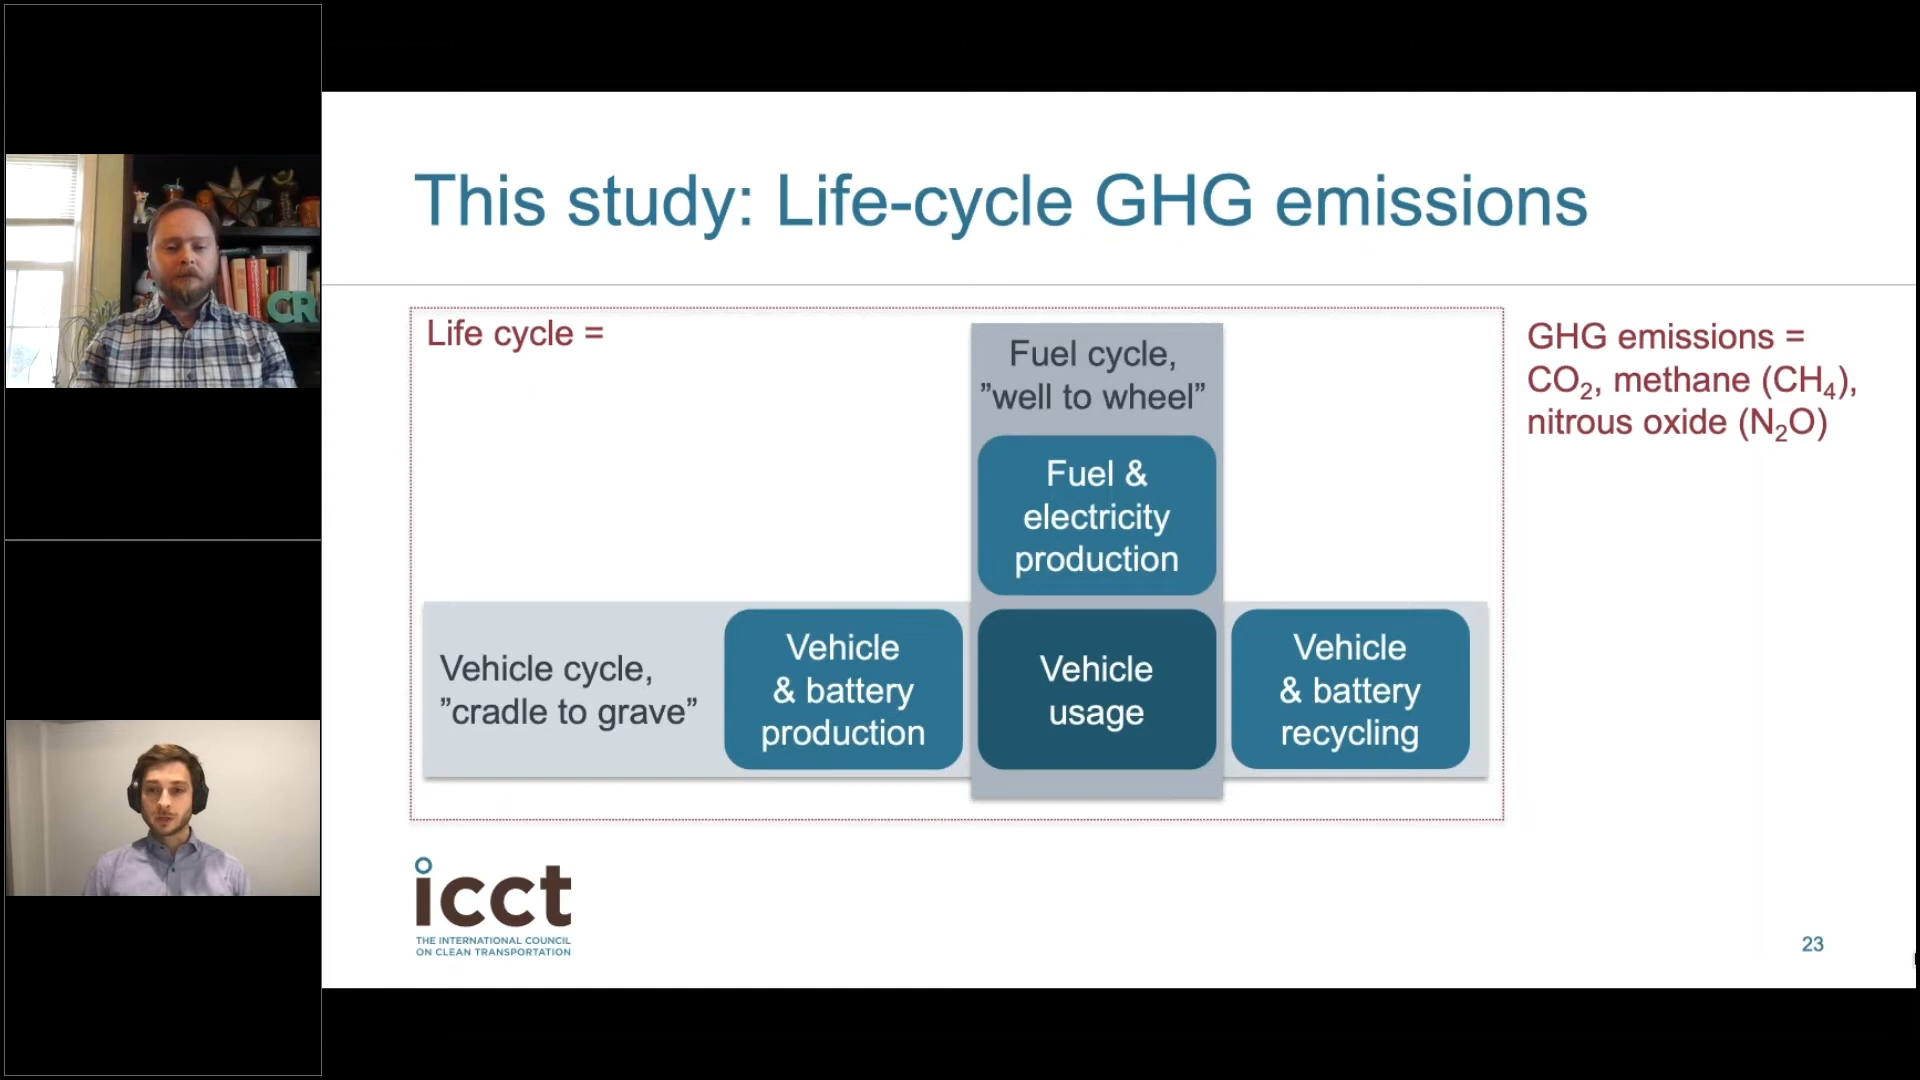 This study: Life-cycle GHG emissions
Life cycle =
Fuel cycle,
”well to wheel”
Fuel &
electricity
production
Vehicle cycle,
”cradle to grave”
Vehicle
& battery
production
Vehicle
usage
Vehicle
& battery
recycling
GHG emissions =
CO₂, methane (CH₄),
nitrous oxide (N₂O)
icct
THE INTERNATIONAL COUNCIL
ON CLEAN TRANSPORTATION
23
CR